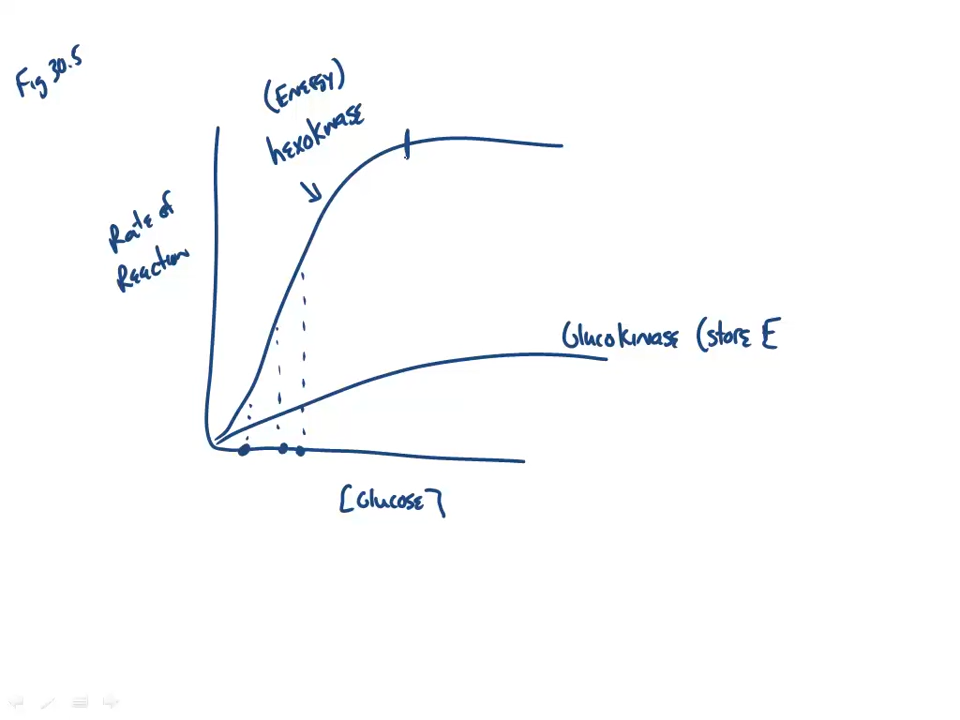 Fig 30.5
(Energy)
hexokinase
Rate of
Reaction
Glucokinase (store E
[Glucose]